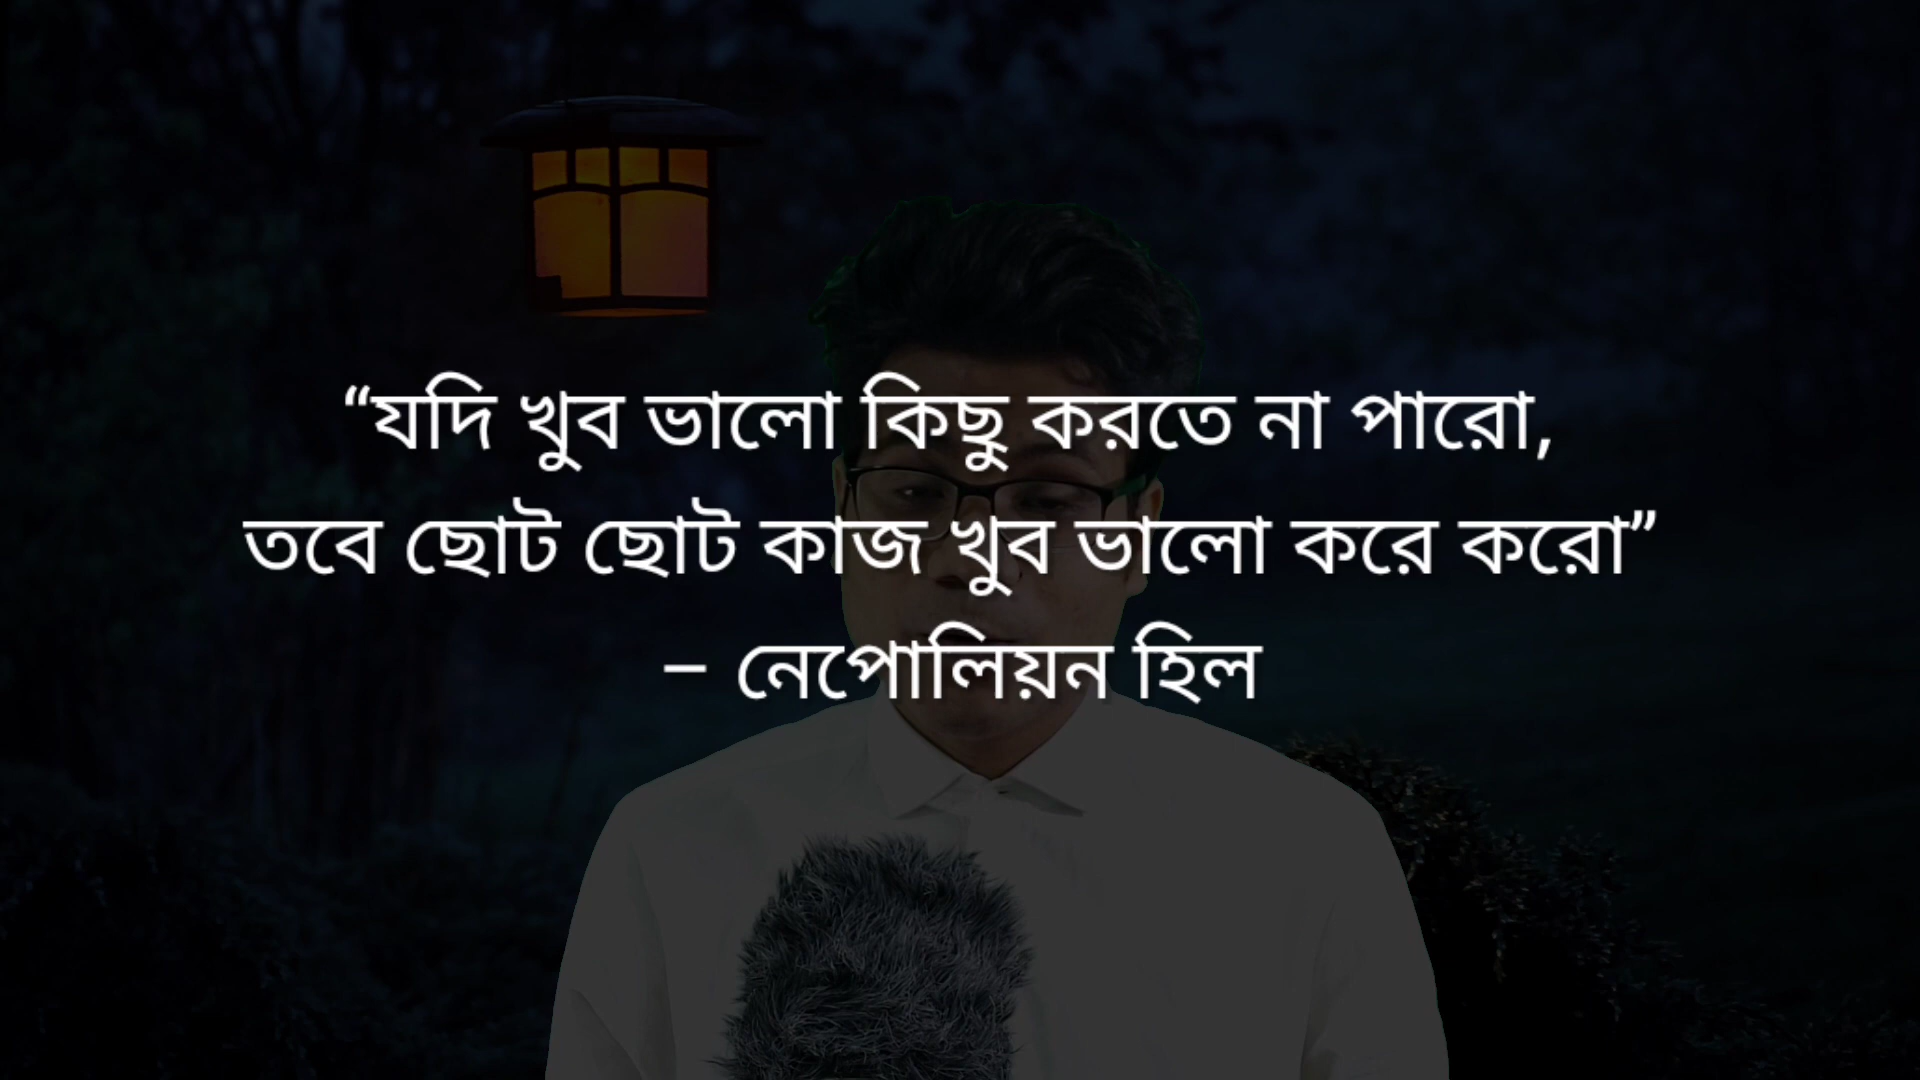 “যদি খুব ভালো কিছু করতে না পারো,
তবে ছোট ছোট কাজ খুব ভালো করে করো”
– নেপোলিয়ন হিল